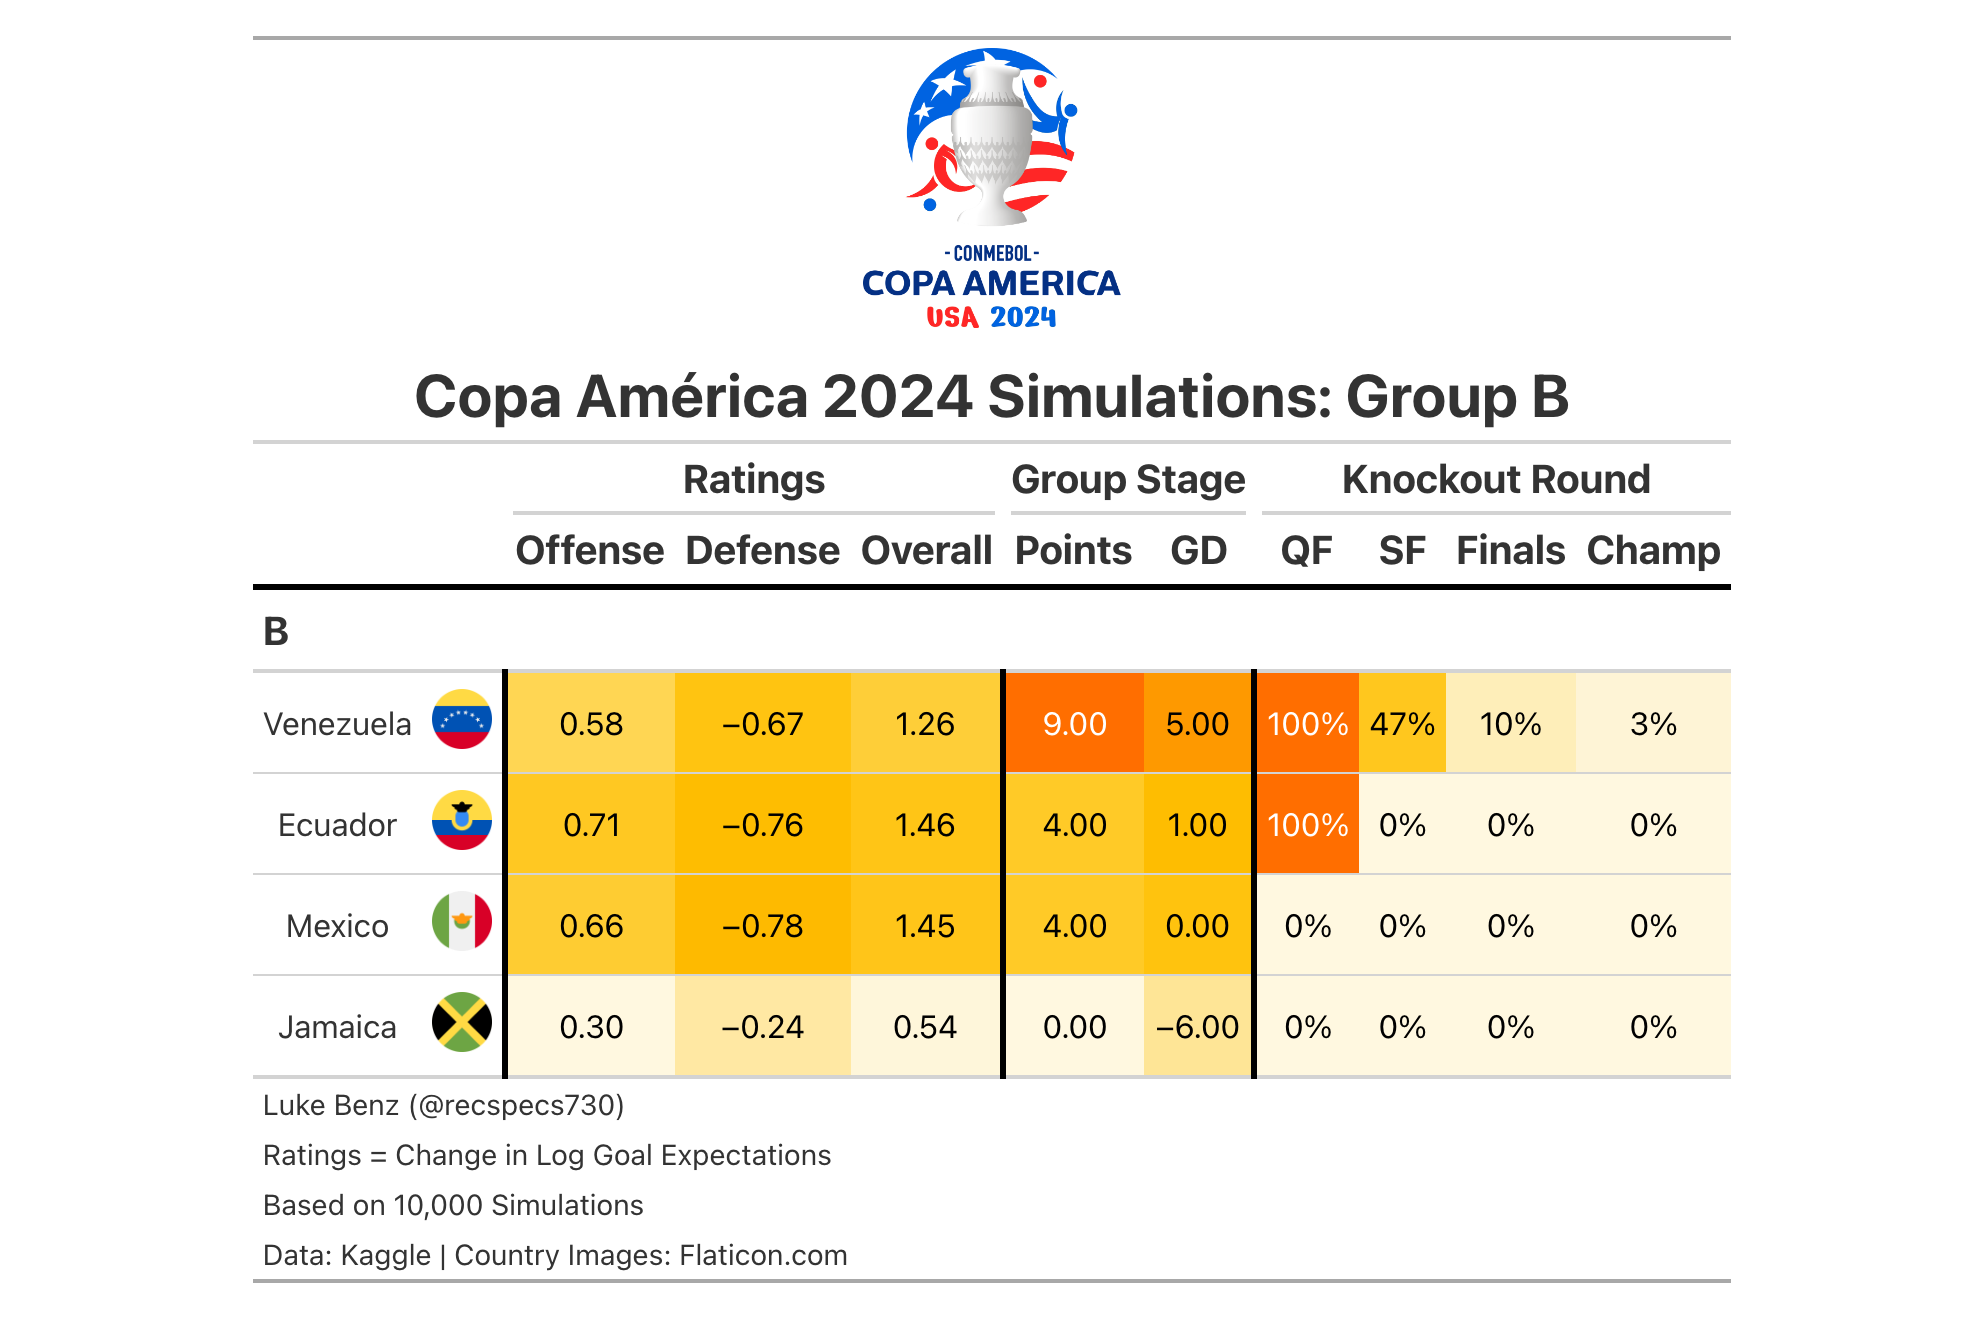 - CONMEBOL -
COPA AMERICA
USA 2024
Copa América 2024 Simulations: Group B
Ratings Group Stage Knockout Round
Offense Defense Overall Points GD QF SF Finals Champ
B
Venezuela 0.58 −0.67 1.26 9.00 5.00 100% 47% 10% 3%
Ecuador 0.71 −0.76 1.46 4.00 1.00 100% 0% 0% 0%
Mexico 0.66 −0.78 1.45 4.00 0.00 0% 0% 0% 0%
Jamaica 0.30 −0.24 0.54 0.00 −6.00 0% 0% 0% 0%
Luke Benz (@recspecs730)
Ratings = Change in Log Goal Expectations
Based on 10,000 Simulations
Data: Kaggle | Country Images: Flaticon.com